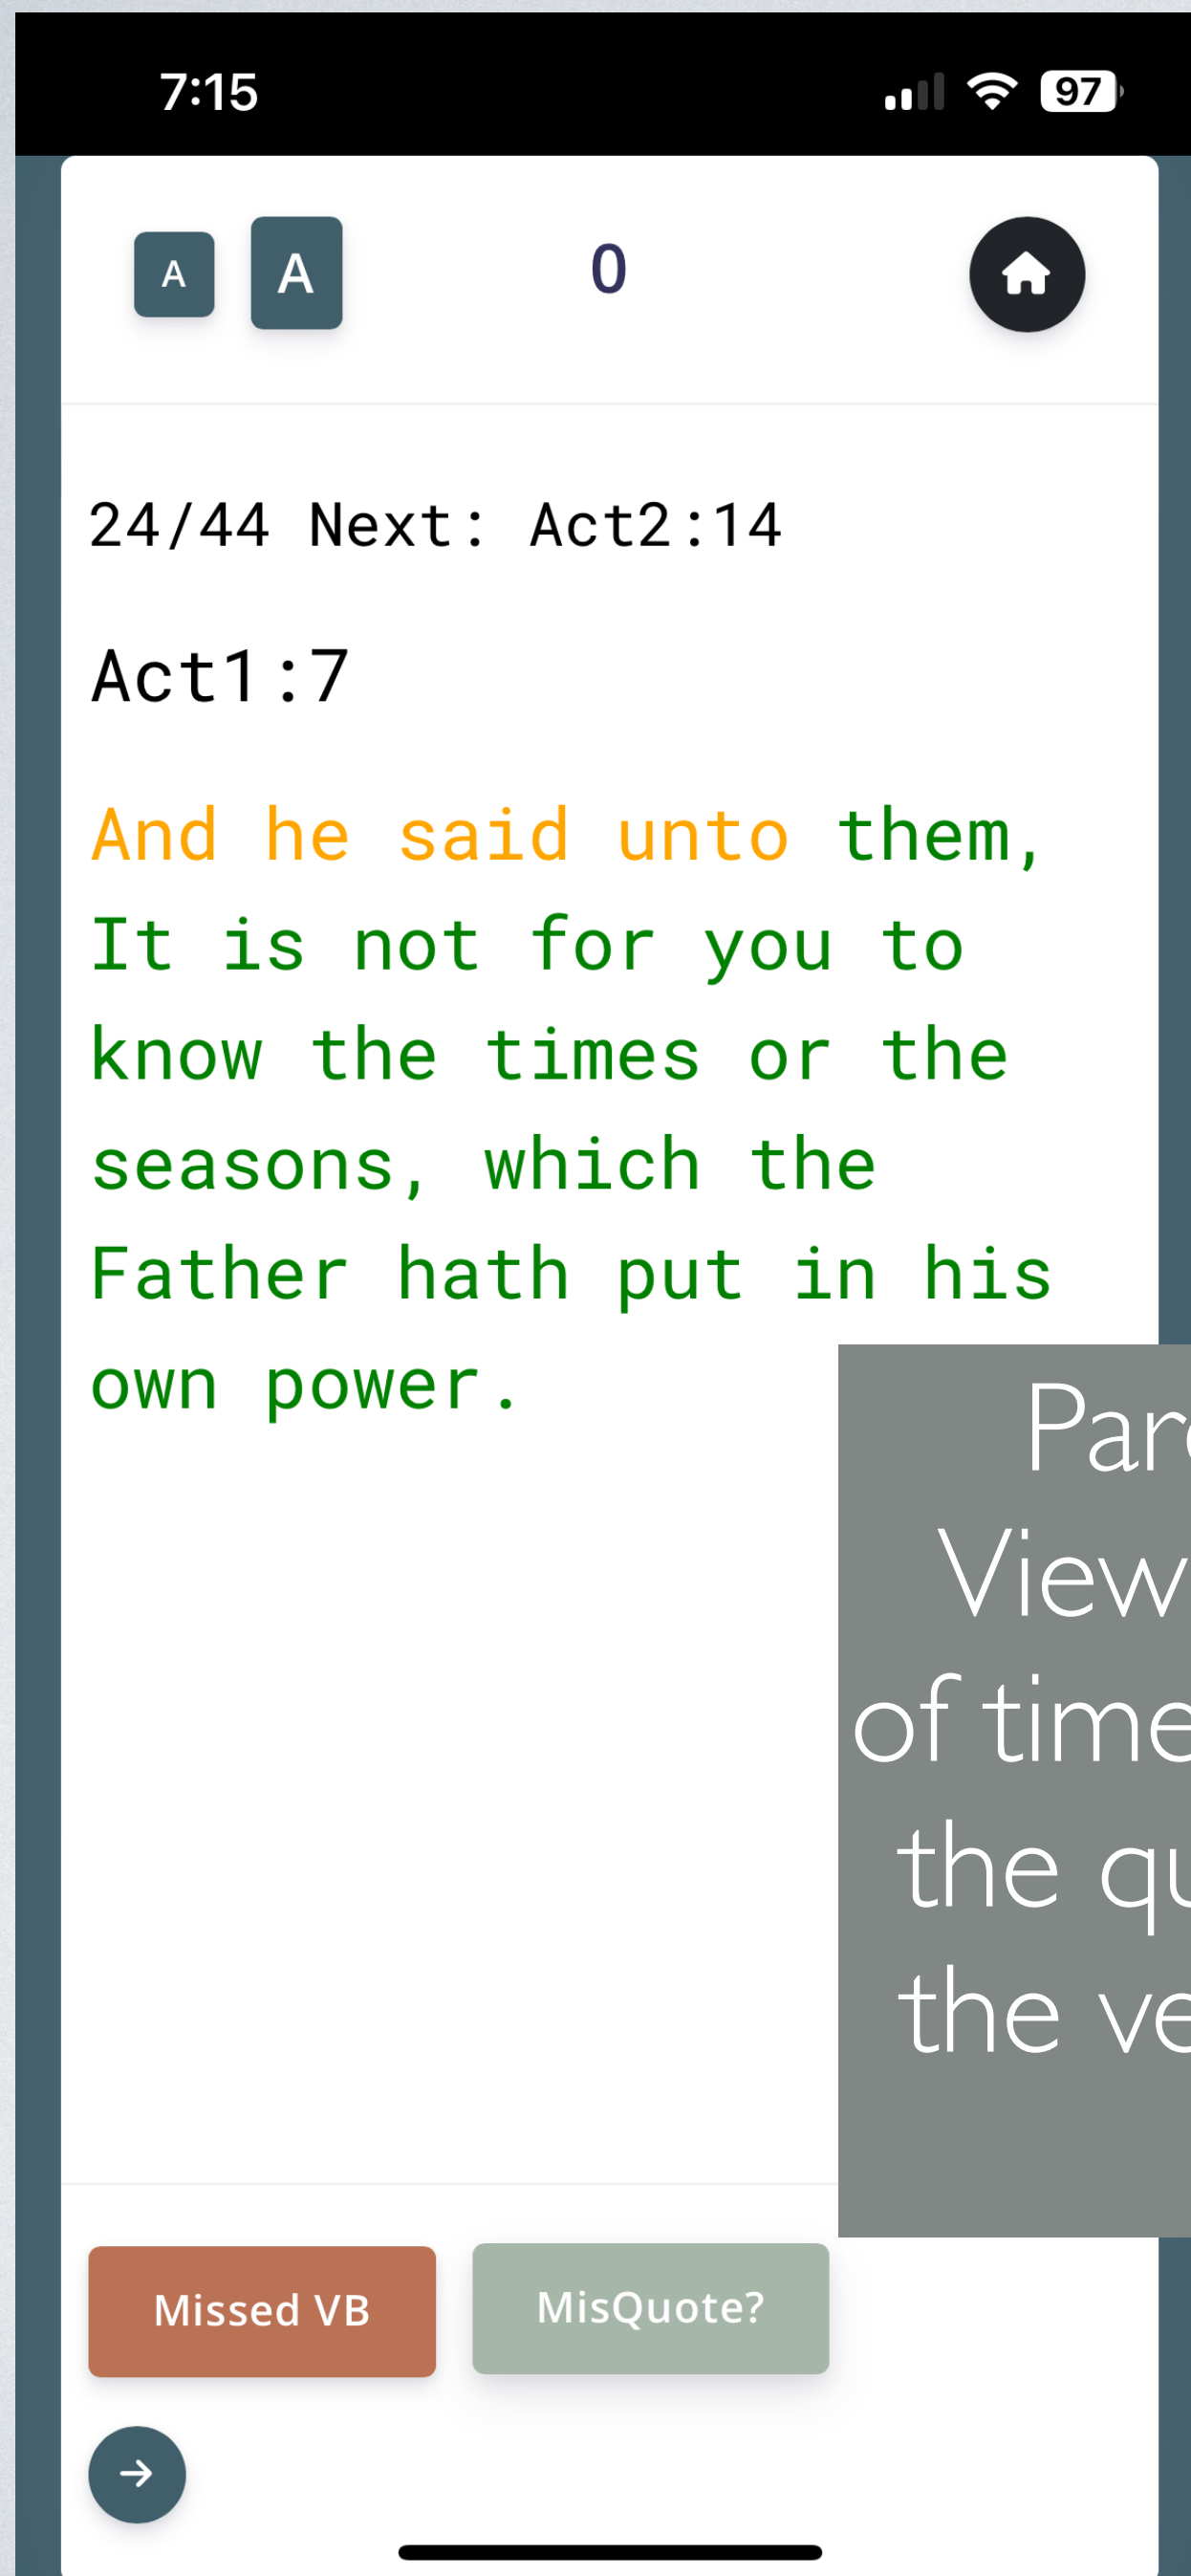 7:15
97
A A 0
24/44 Next: Act2:14
Act1:7
And he said unto them,
It is not for you to
know the times or the
seasons, which the
Father hath put in his
own power.
View
of time
the
the
Missed VB MisQuote?